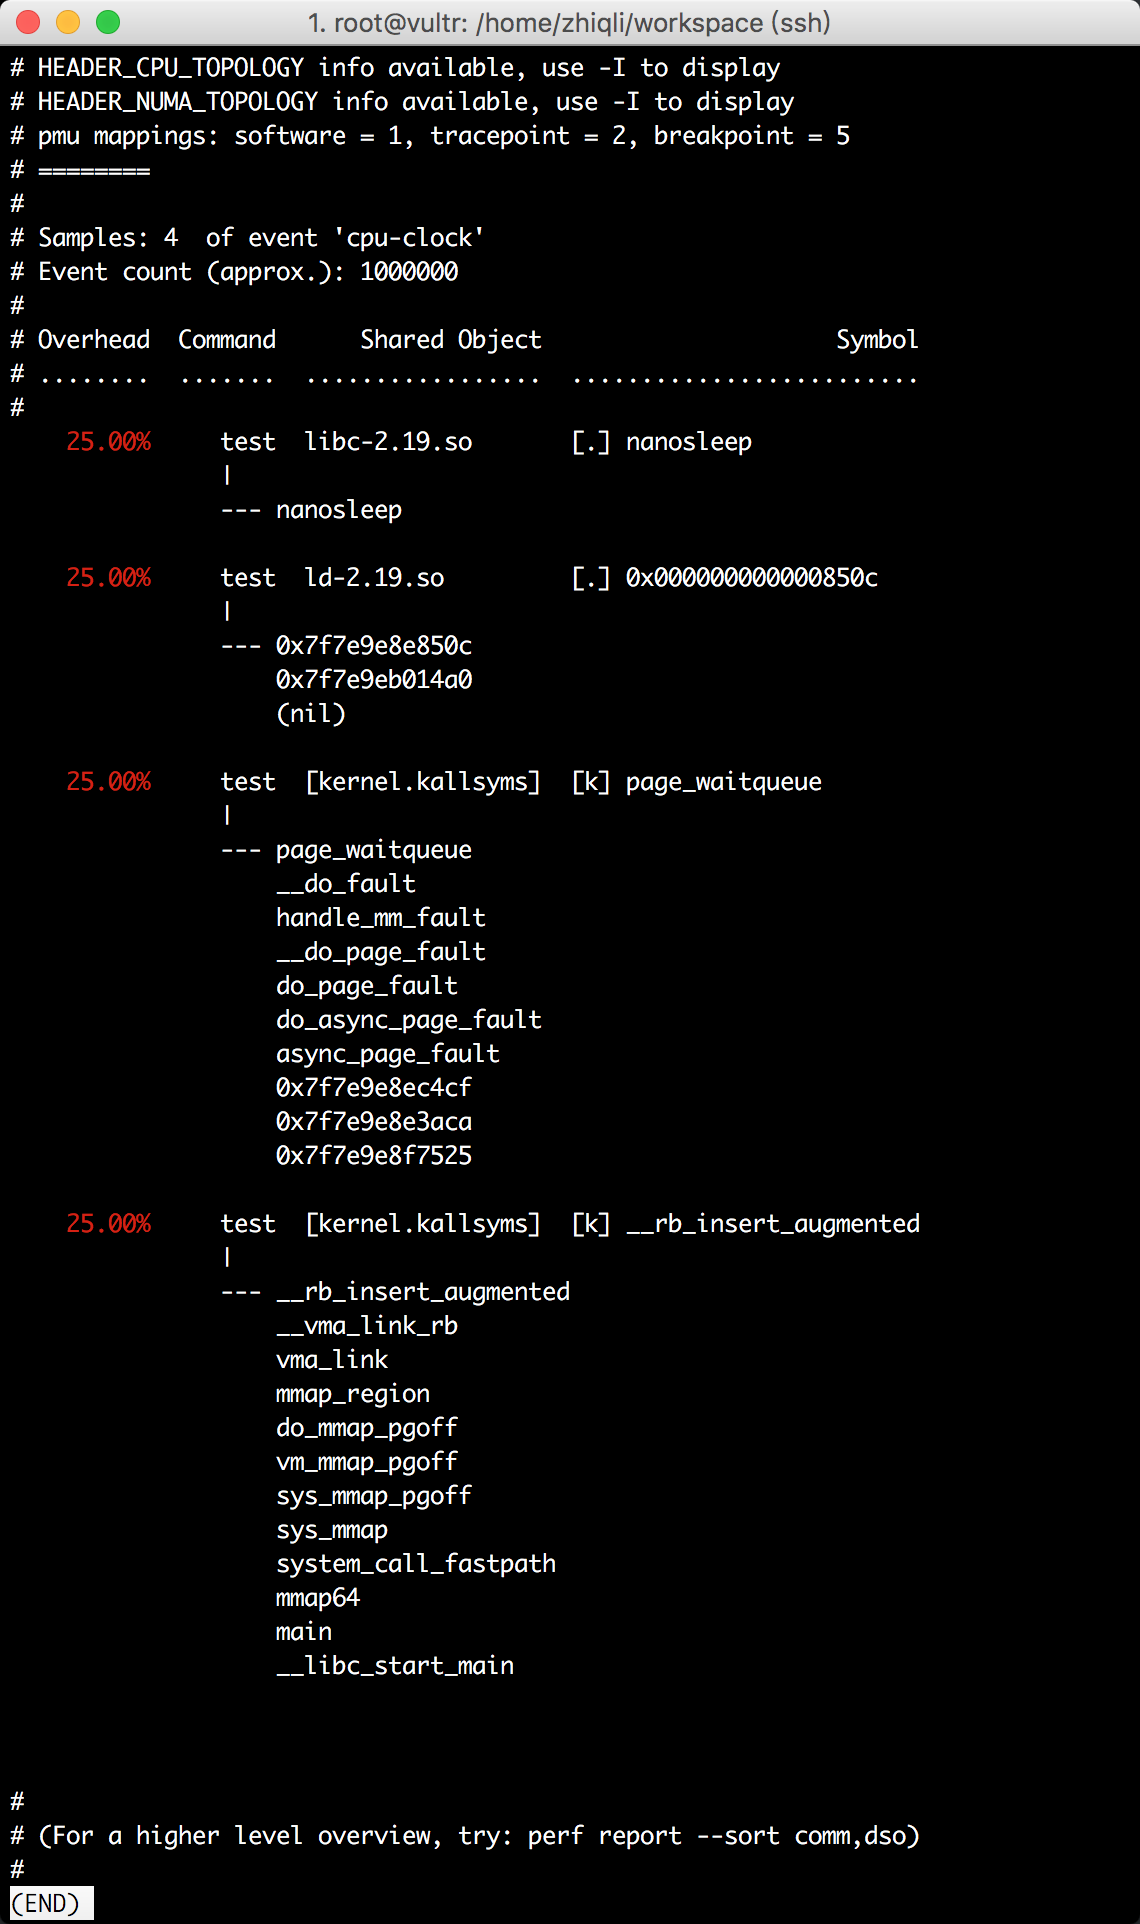 1. root@vultr: /home/zhiqli/workspace (ssh)
# HEADER_CPU_TOPOLOGY info available, use -I to display
# HEADER_NUMA_TOPOLOGY info available, use -I to display
# pmu mappings: software = 1, tracepoint = 2, breakpoint = 5
# ========
#
# Samples: 4  of event 'cpu-clock'
# Event count (approx.): 1000000
#
# Overhead  Command      Shared Object                     Symbol
# ........  .......  .................  .........................
#
    25.00%     test  libc-2.19.so       [.] nanosleep
               |
               --- nanosleep
    25.00%     test  ld-2.19.so         [.] 0x000000000000850c
               |
               --- 0x7f7e9e8e850c
                   0x7f7e9eb014a0
                   (nil)
    25.00%     test  [kernel.kallsyms]  [k] page_waitqueue
               |
               --- page_waitqueue
                   __do_fault
                   handle_mm_fault
                   __do_page_fault
                   do_page_fault
                   do_async_page_fault
                   async_page_fault
                   0x7f7e9e8ec4cf
                   0x7f7e9e8e3aca
                   0x7f7e9e8f7525
    25.00%     test  [kernel.kallsyms]  [k] __rb_insert_augmented
               |
               --- __rb_insert_augmented
                   __vma_link_rb
                   vma_link
                   mmap_region
                   do_mmap_pgoff
                   vm_mmap_pgoff
                   sys_mmap_pgoff
                   sys_mmap
                   system_call_fastpath
                   mmap64
                   main
                   __libc_start_main
#
# (For a higher level overview, try: perf report --sort comm,dso)
#
(END)